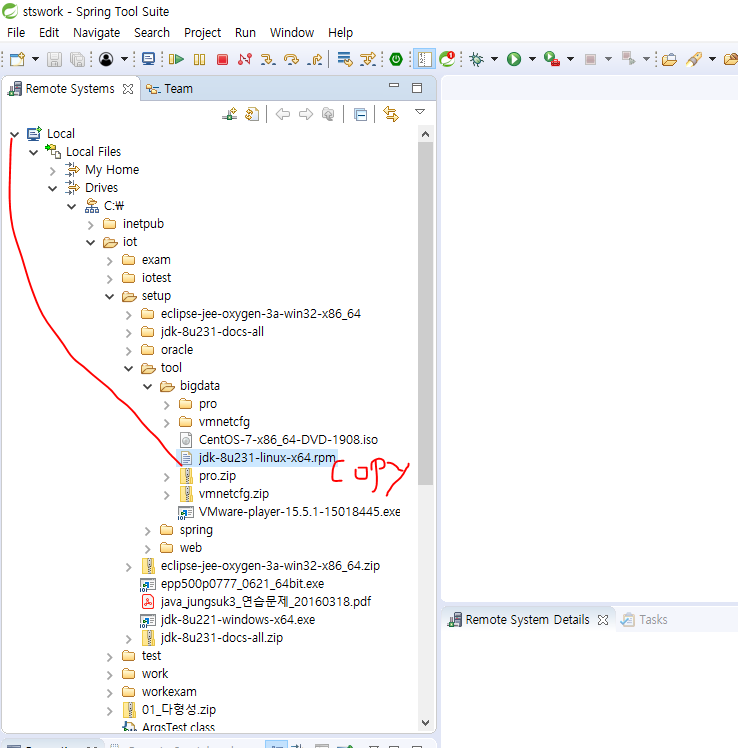 stswork - Spring Tool Suite
File Edit Navigate Search Project Run Window Help
Remote Systems Team
Local
Local Files
My Home
Drives
C:₩
inetpub
iot
exam
iotest
setup
eclipse-jee-oxygen-3a-win32-x86_64
jdk-8u231-docs-all
oracle
tool
bigdata
pro
vmnetcfg
CentOS-7-x86_64-DVD-1908.iso
jdk-8u231-linux-x64.rpm
copy
pro.zip
vmnetcfg.zip
VMware-player-15.5.1-15018445.exe
spring
web
eclipse-jee-oxygen-3a-win32-x86_64.zip
epp500p0777_0621_64bit.exe
java_jungsuk3_연습문제_20160318.pdf
jdk-8u221-windows-x64.exe
jdk-8u231-docs-all.zip
test
work
workexam
01_다형성.zip
ArgsTest.class
Remote System Details Tasks